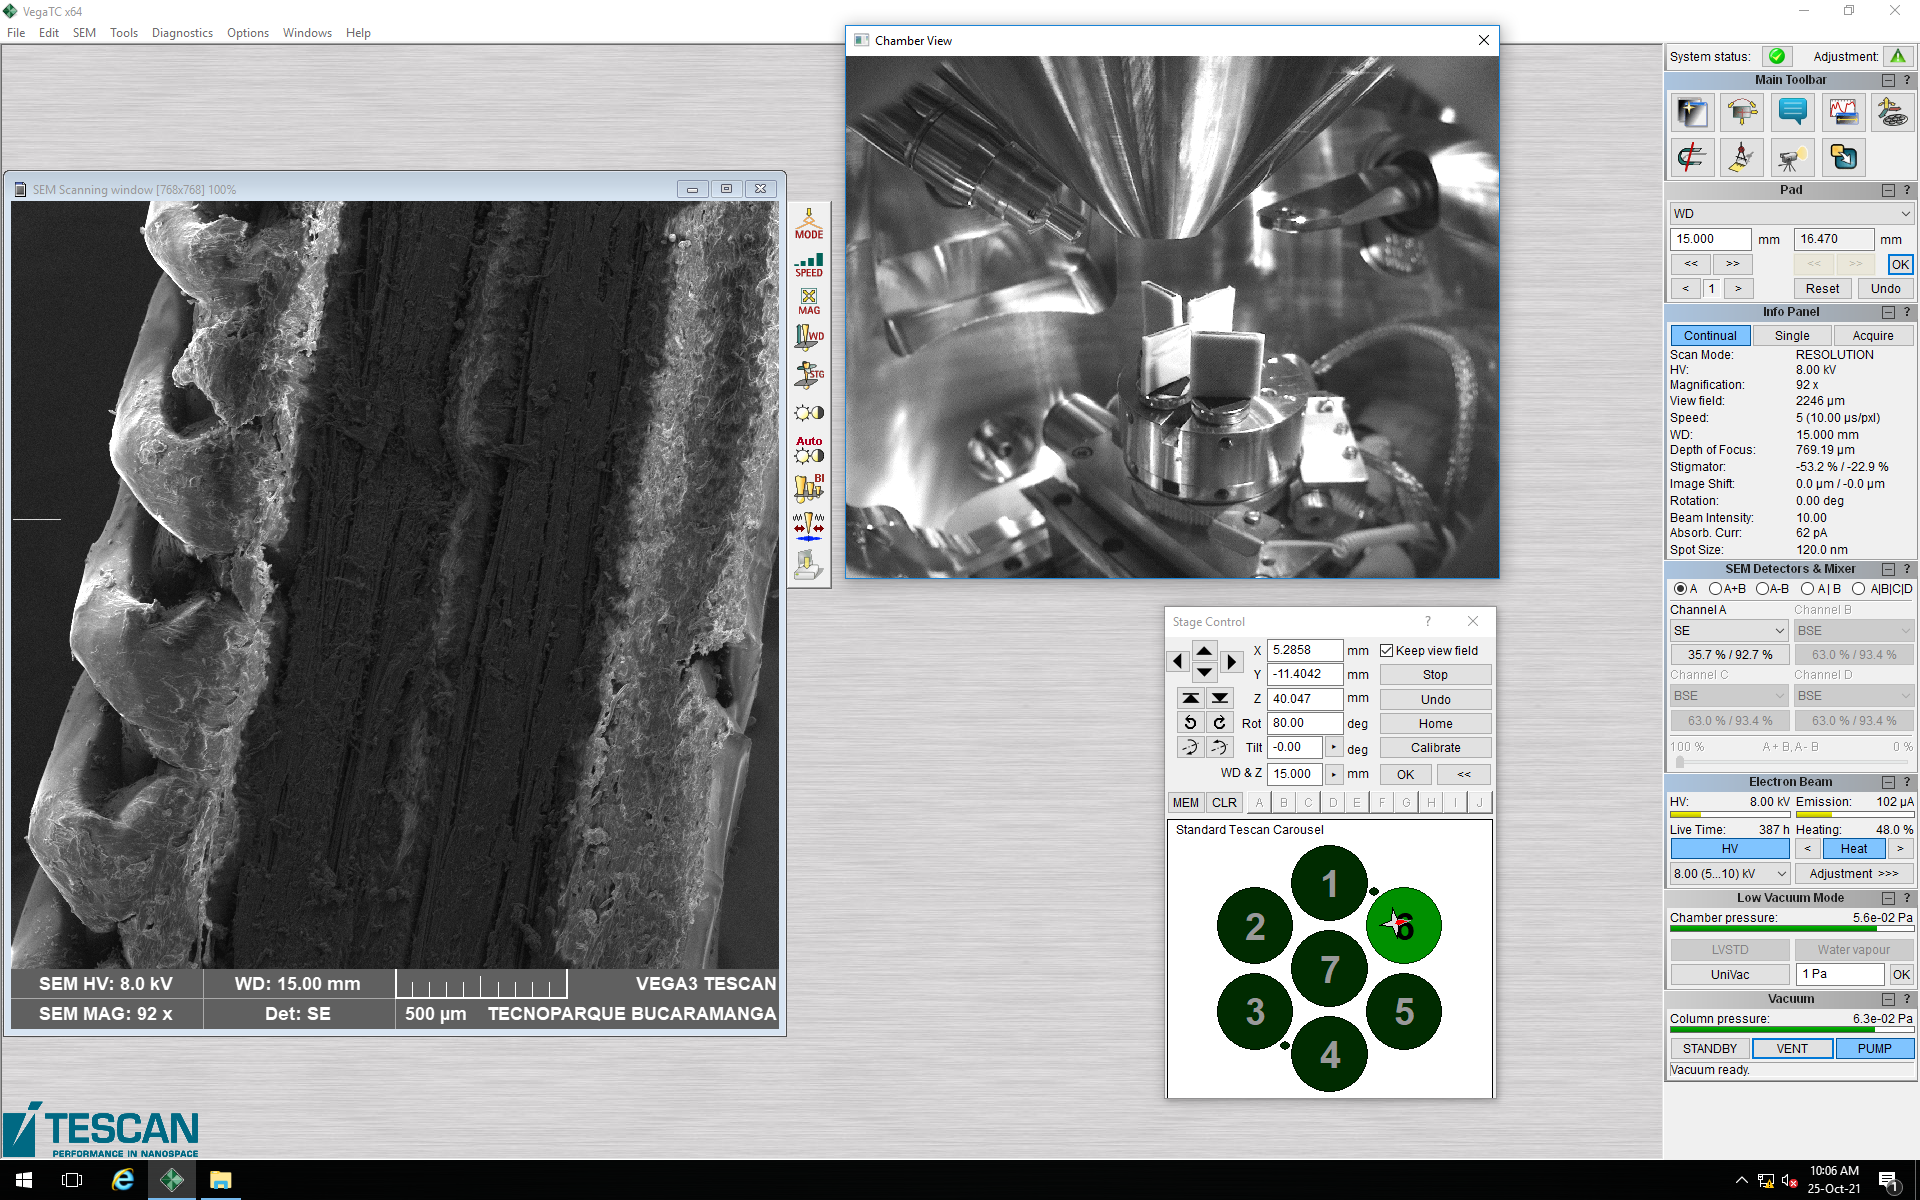 VegaTC x64
File Edit SEM Tools Diagnostics Options Windows Help
SEM Scanning window [768x768] 100%
MODE
SPEED
MAG
WD
STG
Auto
BI
SEM HV: 8.0 kV WD: 15.00 mm VEGA3 TESCAN
SEM MAG: 92 x Det: SE 500 µm TECNOPARQUE BUCARAMANGA
Chamber View
Stage Control ?
X 5.2858 mm Keep view field
Y -11.4042 mm Stop
Z 40.047 mm Undo
Rot 80.00 deg Home
Tilt -0.00 deg Calibrate
WD & Z 15.000 mm OK <<
MEM CLR A B C D E F G H I J
Standard Tescan Carousel
1
2 6
7
3 5
4
System status: Adjustment:
Main Toolbar ?
Pad ?
WD
15.000 mm 16.470 mm
<< >> << >> OK
< 1 > Reset Undo
Info Panel ?
Continual Single Acquire
Scan Mode: RESOLUTION
HV: 8.00 kV
Magnification: 92 x
View field: 2246 µm
Speed: 5 (10.00 µs/pxl)
WD: 15.000 mm
Depth of Focus: 769.19 µm
Stigmator: -53.2 % / -22.9 %
Image Shift: 0.0 µm / -0.0 µm
Rotation: 0.00 deg
Beam Intensity: 10.00
Absorb. Curr: 62 pA
Spot Size: 120.0 nm
SEM Detectors & Mixer ?
A A+B A-B A | B A|B|C|D
Channel A Channel B
SE BSE
35.7 % / 92.7 % 63.0 % / 93.4 %
Channel C Channel D
BSE BSE
63.0 % / 93.4 % 63.0 % / 93.4 %
100 % A + B, A - B 0 %
Electron Beam ?
HV: 8.00 kV Emission: 102 µA
Live Time: 387 h Heating: 48.0 %
HV < Heat >
8.00 (5...10) kV Adjustment >>>
Low Vacuum Mode ?
Chamber pressure: 5.6e-02 Pa
LVSTD Water vapour
UniVac 1 Pa OK
Vacuum ?
Column pressure: 6.3e-02 Pa
STANDBY VENT PUMP
Vacuum ready.
TESCAN
PERFORMANCE IN NANOSPACE
10:06 AM
25-Oct-21
1